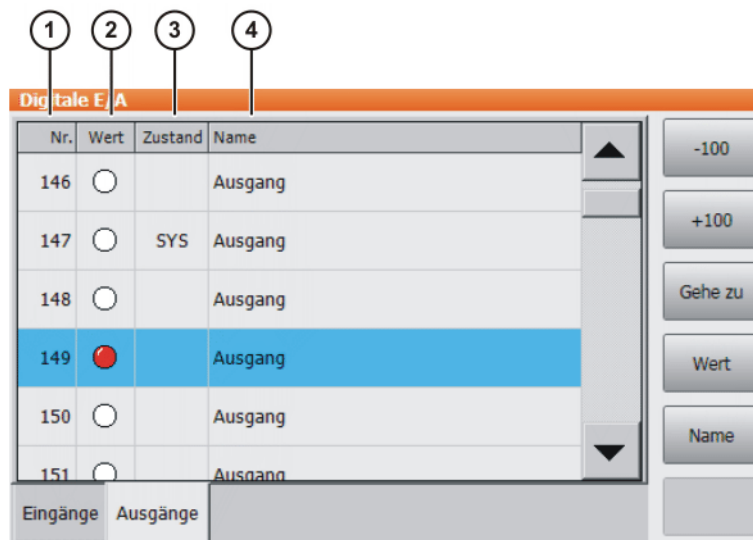 1 2 3 4
Digitale E/A
Nr. Wert Zustand Name
146 Ausgang
147 SYS Ausgang
148 Ausgang
149 Ausgang
150 Ausgang
151 Ausgang
Eingänge Ausgänge
-100
+100
Gehe zu
Wert
Name